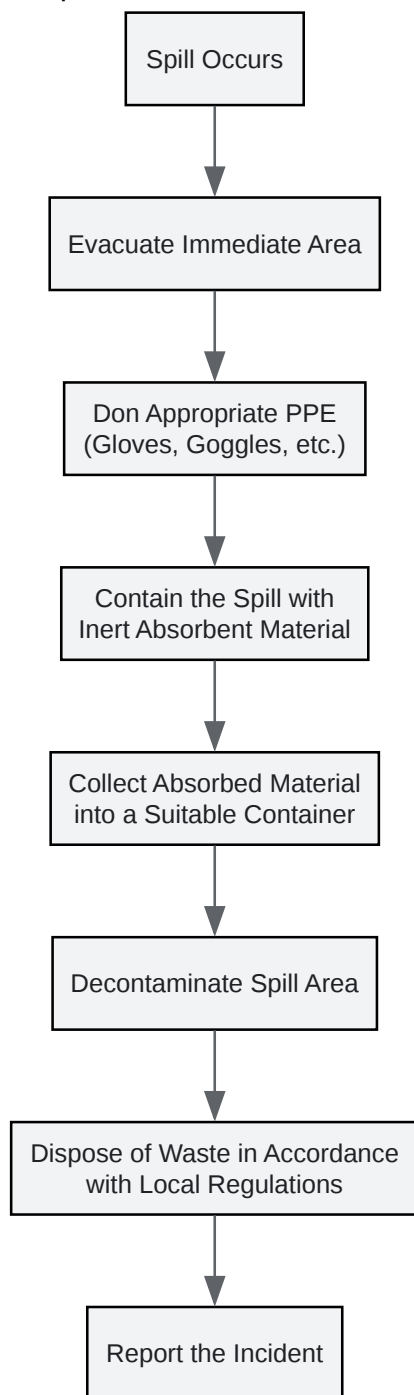 Spill Occurs
Evacuate Immediate Area
Don Appropriate PPE
(Gloves, Goggles, etc.)
Contain the Spill with
Inert Absorbent Material
Collect Absorbed Material
into a Suitable Container
Decontaminate Spill Area
Dispose of Waste in Accordance
with Local Regulations
Report the Incident